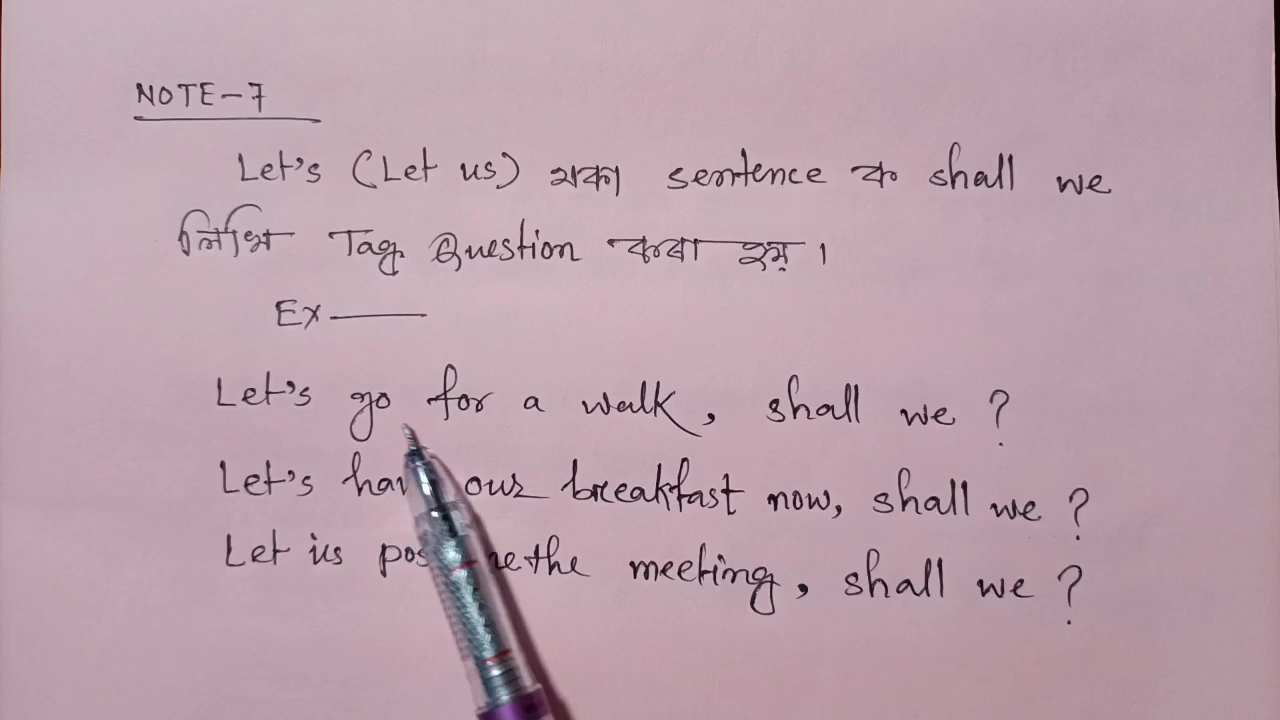 NOTE-7
Let's (Let us) থকা sentence ক shall we
লিখি Tag Question কৰা হয়।
Ex
Let's go for a walk, shall we?
Let's our breakfast now, shall we?
Let us the meeting, shall we?